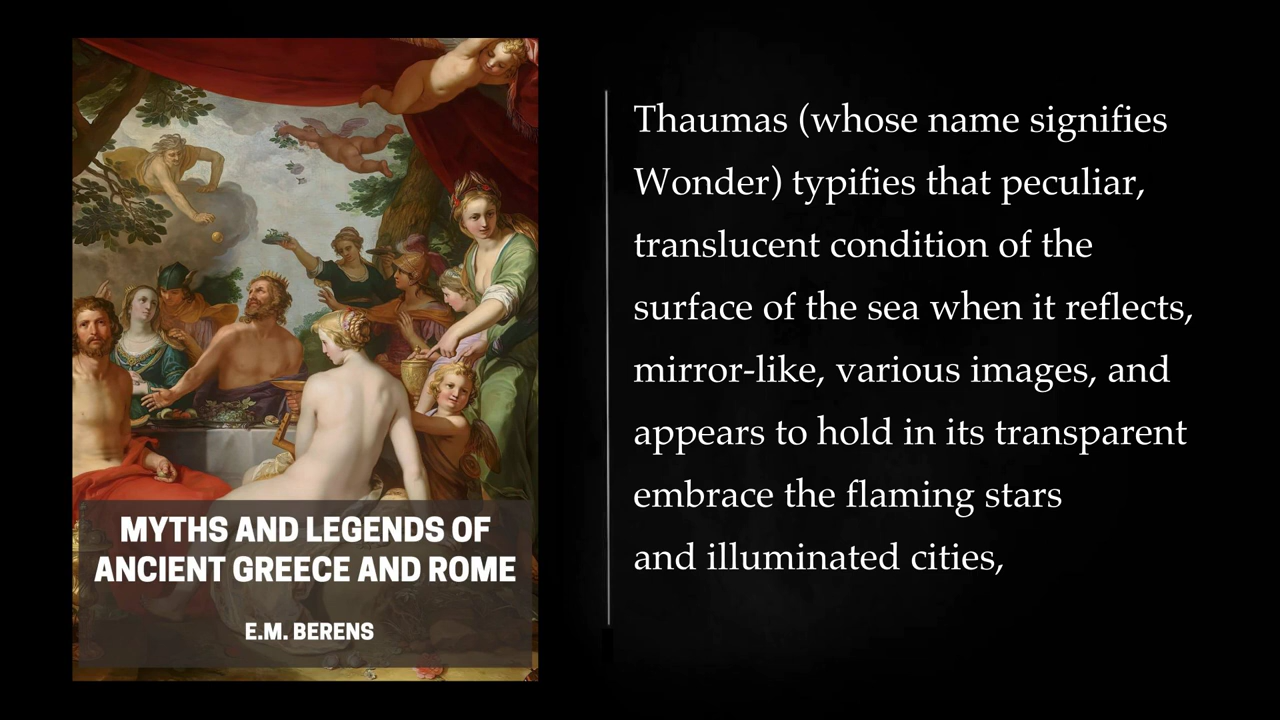 MYTHS AND LEGENDS OF
ANCIENT GREECE AND ROME
E.M. BERENS
Thaumas (whose name signifies
Wonder) typifies that peculiar,
translucent condition of the
surface of the sea when it reflects,
mirror-like, various images, and
appears to hold in its transparent
embrace the flaming stars
and illuminated cities,